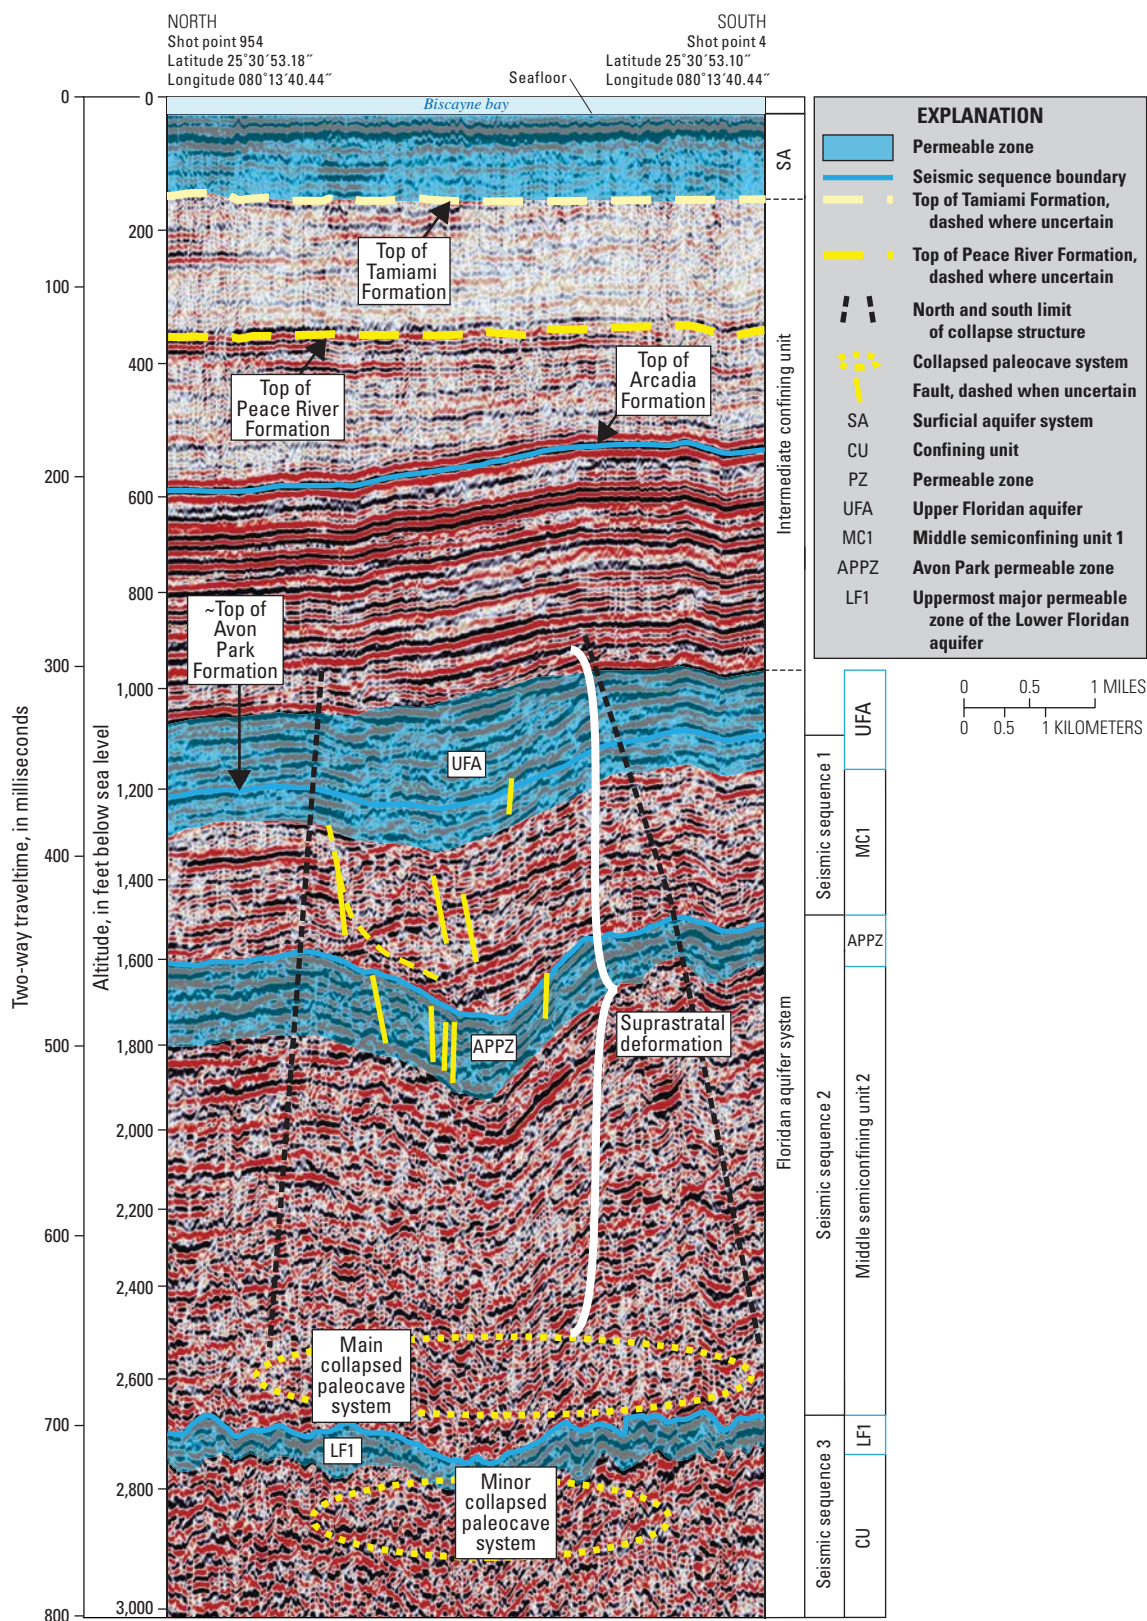 NORTH
Shot point 954
Latitude 25°30′53.18″
Longitude 080°13′40.44″
SOUTH
Shot point 4
Latitude 25°30′53.10″
Longitude 080°13′40.44″
Seafloor
Biscayne bay
Two-way traveltime, in milliseconds
0
100
200
300
400
500
600
700
800
Altitude, in feet below sea level
0
200
400
600
800
1,000
1,200
1,400
1,600
1,800
2,000
2,200
2,400
2,600
2,800
3,000
Top of
Tamiami
Formation
Top of
Peace River
Formation
Top of
Arcadia
Formation
~Top of
Avon
Park
Formation
UFA
APPZ
Suprastratal
deformation
Main
collapsed
paleocave
system
LF1
Minor
collapsed
paleocave
system
SA
Intermediate confining unit
Floridan aquifer system
Seismic sequence 1
Seismic sequence 2
Seismic sequence 3
UFA
MC1
APPZ
Middle semiconfining unit 2
LF1
CU
EXPLANATION
Permeable zone
Seismic sequence boundary
Top of Tamiami Formation,
dashed where uncertain
Top of Peace River Formation,
dashed where uncertain
North and south limit
of collapse structure
Collapsed paleocave system
Fault, dashed when uncertain
SA Surficial aquifer system
CU Confining unit
PZ Permeable zone
UFA Upper Floridan aquifer
MC1 Middle semiconfining unit 1
APPZ Avon Park permeable zone
LF1 Uppermost major permeable
zone of the Lower Floridan
aquifer
0 0.5 1 MILES
0 0.5 1 KILOMETERS